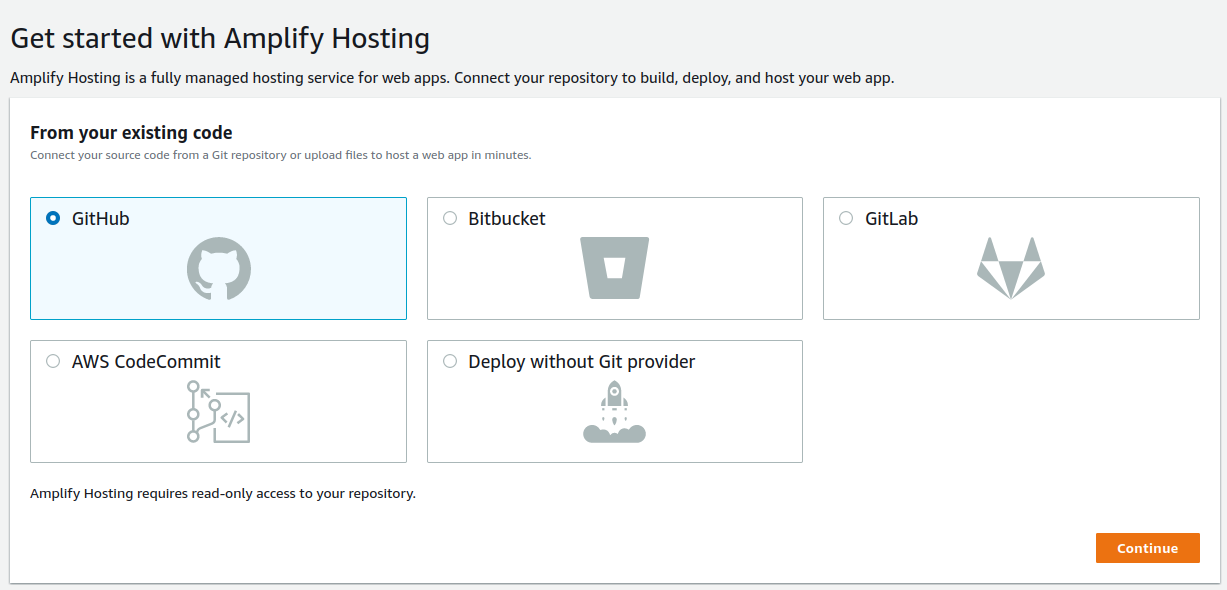 Get started with Amplify Hosting
Amplify Hosting is a fully managed hosting service for web apps. Connect your repository to build, deploy, and host your web app.
From your existing code
Connect your source code from a Git repository or upload files to host a web app in minutes.
GitHub
Bitbucket
GitLab
AWS CodeCommit
Deploy without Git provider
Amplify Hosting requires read-only access to your repository.
Continue